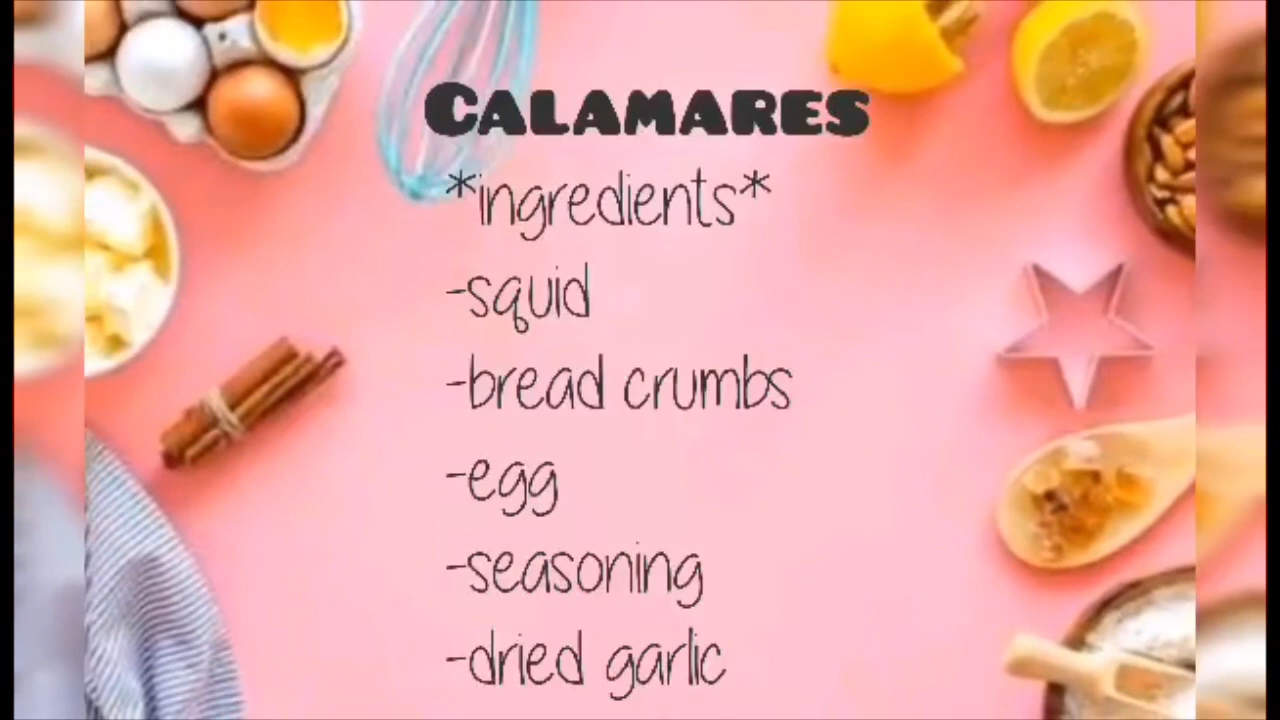 CALAMARES
*ingredients*
-squid
-bread crumbs
-egg
-seasoning
-dried garlic